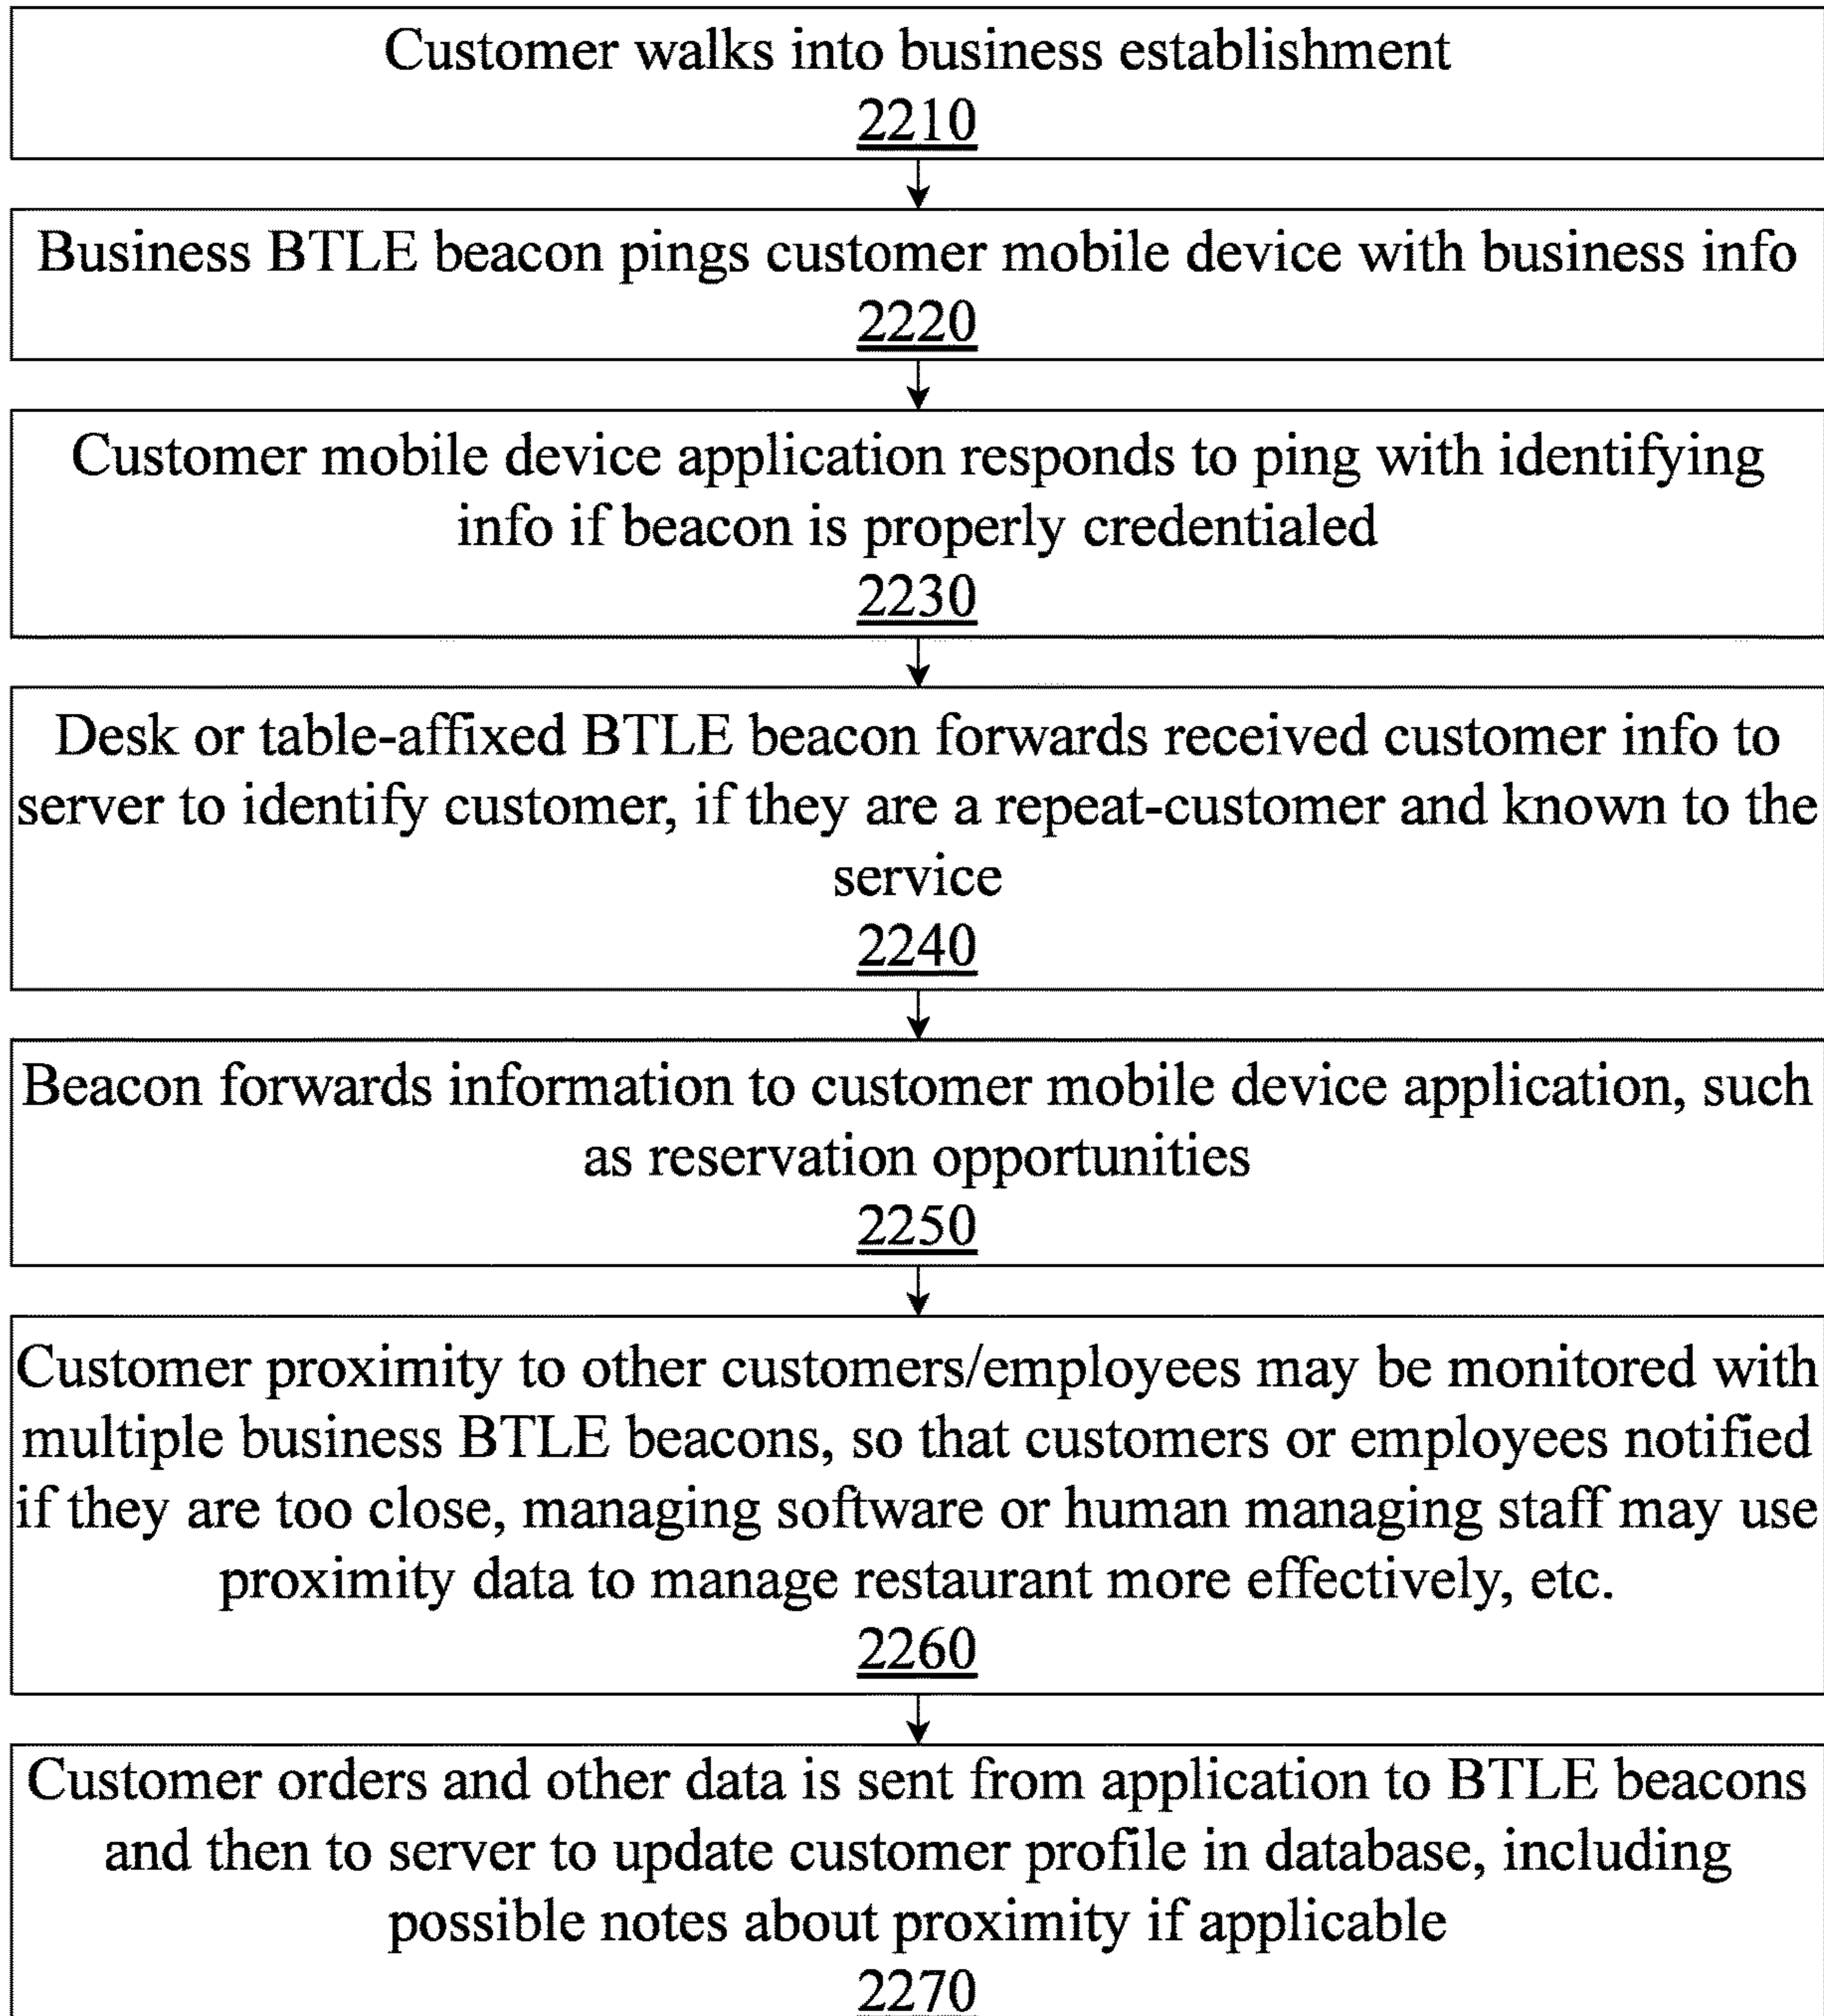 Customer walks into business establishment
2210
Business BTLE beacon pings customer mobile device with business info
2220
Customer mobile device application responds to ping with identifying
info if beacon is properly credentialed
2230
Desk or table-affixed BTLE beacon forwards received customer info to
server to identify customer, if they are a repeat-customer and known to the
service
2240
Beacon forwards information to customer mobile device application, such
as reservation opportunities
2250
Customer proximity to other customers/employees may be monitored with
multiple business BTLE beacons, so that customers or employees notified
if they are too close, managing software or human managing staff may use
proximity data to manage restaurant more effectively, etc.
2260
Customer orders and other data is sent from application to BTLE beacons
and then to server to update customer profile in database, including
possible notes about proximity if applicable
2270